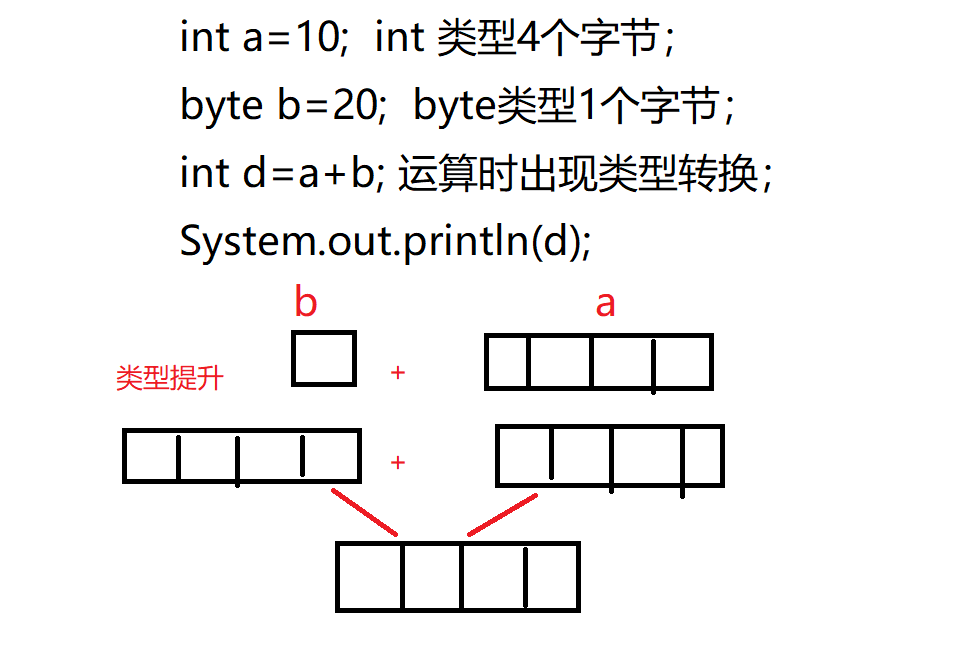 int a=10;  int 类型4个字节；
byte b=20;  byte类型1个字节；
int d=a+b; 运算时出现类型转换；
System.out.println(d);
b a
类型提升 +
+